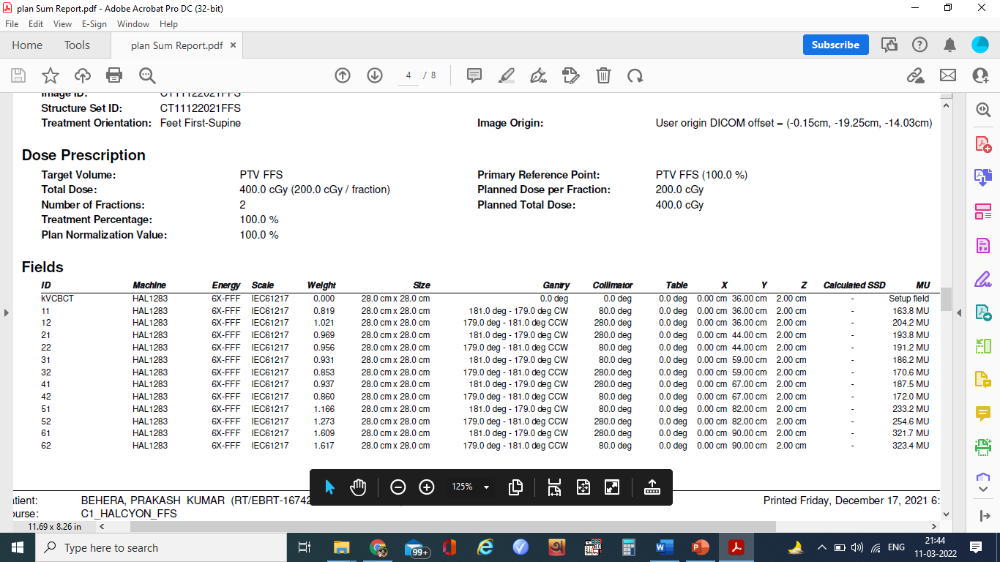 plan Sum Report.pdf - Adobe Acrobat Pro DC (32-bit)
File Edit View E-Sign Window Help
Home Tools plan Sum Report.pdf × Subscribe
4 / 8
Image ID: CT11122021FFS
Structure Set ID: CT11122021FFS
Treatment Orientation: Feet First-Supine Image Origin: User origin DICOM offset = (-0.15cm, -19.25cm, -14.03cm)
Dose Prescription
Target Volume: PTV FFS Primary Reference Point: PTV FFS (100.0 %)
Total Dose: 400.0 cGy (200.0 cGy / fraction) Planned Dose per Fraction: 200.0 cGy
Number of Fractions: 2 Planned Total Dose: 400.0 cGy
Treatment Percentage: 100.0 %
Plan Normalization Value: 100.0 %
Fields
ID Machine Energy Scale Weight Size Gantry Collimator Table X Y Z Calculated SSD MU
kVCBCT HAL1283 6X-FFF IEC61217 0.000 28.0 cm x 28.0 cm 0.0 deg 0.0 deg 0.0 deg 0.00 cm 36.00 cm 2.00 cm - Setup field
11 HAL1283 6X-FFF IEC61217 0.819 28.0 cm x 28.0 cm 181.0 deg - 179.0 deg CW 80.0 deg 0.0 deg 0.00 cm 36.00 cm 2.00 cm - 163.8 MU
12 HAL1283 6X-FFF IEC61217 1.021 28.0 cm x 28.0 cm 179.0 deg - 181.0 deg CCW 280.0 deg 0.0 deg 0.00 cm 36.00 cm 2.00 cm - 204.2 MU
21 HAL1283 6X-FFF IEC61217 0.969 28.0 cm x 28.0 cm 181.0 deg - 179.0 deg CW 280.0 deg 0.0 deg 0.00 cm 44.00 cm 2.00 cm - 193.8 MU
22 HAL1283 6X-FFF IEC61217 0.956 28.0 cm x 28.0 cm 179.0 deg - 181.0 deg CCW 80.0 deg 0.0 deg 0.00 cm 44.00 cm 2.00 cm - 191.2 MU
31 HAL1283 6X-FFF IEC61217 0.931 28.0 cm x 28.0 cm 181.0 deg - 179.0 deg CW 80.0 deg 0.0 deg 0.00 cm 59.00 cm 2.00 cm - 186.2 MU
32 HAL1283 6X-FFF IEC61217 0.853 28.0 cm x 28.0 cm 179.0 deg - 181.0 deg CCW 280.0 deg 0.0 deg 0.00 cm 59.00 cm 2.00 cm - 170.6 MU
41 HAL1283 6X-FFF IEC61217 0.937 28.0 cm x 28.0 cm 181.0 deg - 179.0 deg CW 280.0 deg 0.0 deg 0.00 cm 67.00 cm 2.00 cm - 187.5 MU
42 HAL1283 6X-FFF IEC61217 0.860 28.0 cm x 28.0 cm 179.0 deg - 181.0 deg CCW 80.0 deg 0.0 deg 0.00 cm 67.00 cm 2.00 cm - 172.0 MU
51 HAL1283 6X-FFF IEC61217 1.166 28.0 cm x 28.0 cm 181.0 deg - 179.0 deg CW 80.0 deg 0.0 deg 0.00 cm 82.00 cm 2.00 cm - 233.2 MU
52 HAL1283 6X-FFF IEC61217 1.273 28.0 cm x 28.0 cm 179.0 deg - 181.0 deg CCW 280.0 deg 0.0 deg 0.00 cm 82.00 cm 2.00 cm - 254.6 MU
61 HAL1283 6X-FFF IEC61217 1.609 28.0 cm x 28.0 cm 181.0 deg - 179.0 deg CW 280.0 deg 0.0 deg 0.00 cm 90.00 cm 2.00 cm - 321.7 MU
62 HAL1283 6X-FFF IEC61217 1.617 28.0 cm x 28.0 cm 179.0 deg - 181.0 deg CCW 80.0 deg 0.0 deg 0.00 cm 90.00 cm 2.00 cm - 323.4 MU
125%
tient: BEHERA, PRAKASH KUMAR (RT/EBRT-1674 Printed Friday, December 17, 2021 6:
ourse: C1_HALCYON_FFS
11.69 x 8.26 in
Type here to search 99+ ENG 21:44
11-03-2022